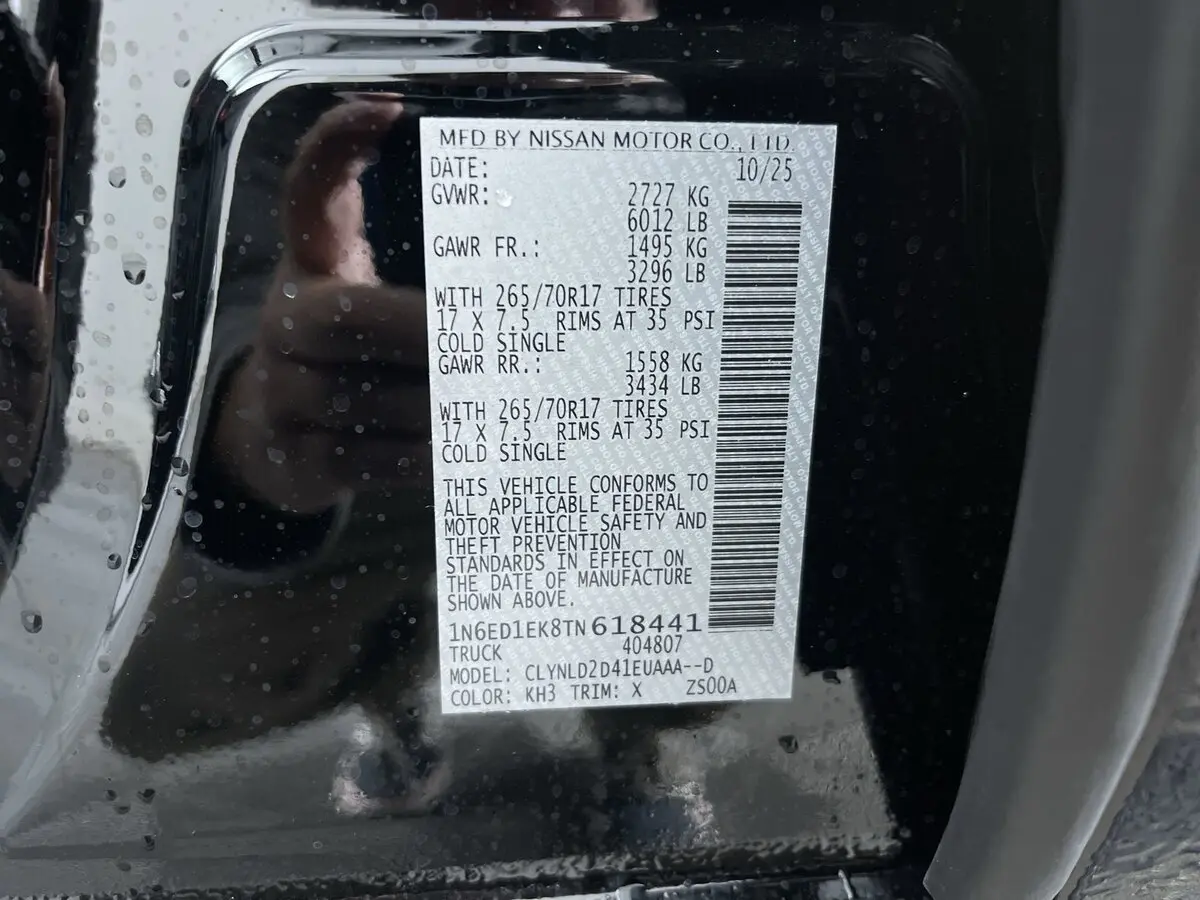 MFD BY NISSAN MOTOR CO., LTD.
DATE: 10/25
GVWR: 2727 KG
6012 LB
GAWR FR.: 1495 KG
3296 LB
WITH 265/70R17 TIRES
17 X 7.5 RIMS AT 35 PSI
COLD SINGLE
GAWR RR.: 1558 KG
3434 LB
WITH 265/70R17 TIRES
17 X 7.5 RIMS AT 35 PSI
COLD SINGLE
THIS VEHICLE CONFORMS TO
ALL APPLICABLE FEDERAL
MOTOR VEHICLE SAFETY AND
THEFT PREVENTION
STANDARDS IN EFFECT ON
THE DATE OF MANUFACTURE
SHOWN ABOVE.
1N6ED1EK8TN618441
TRUCK 404807
MODEL: CLYNLD2D41EUAAA--D
COLOR: KH3 TRIM: X ZS00A